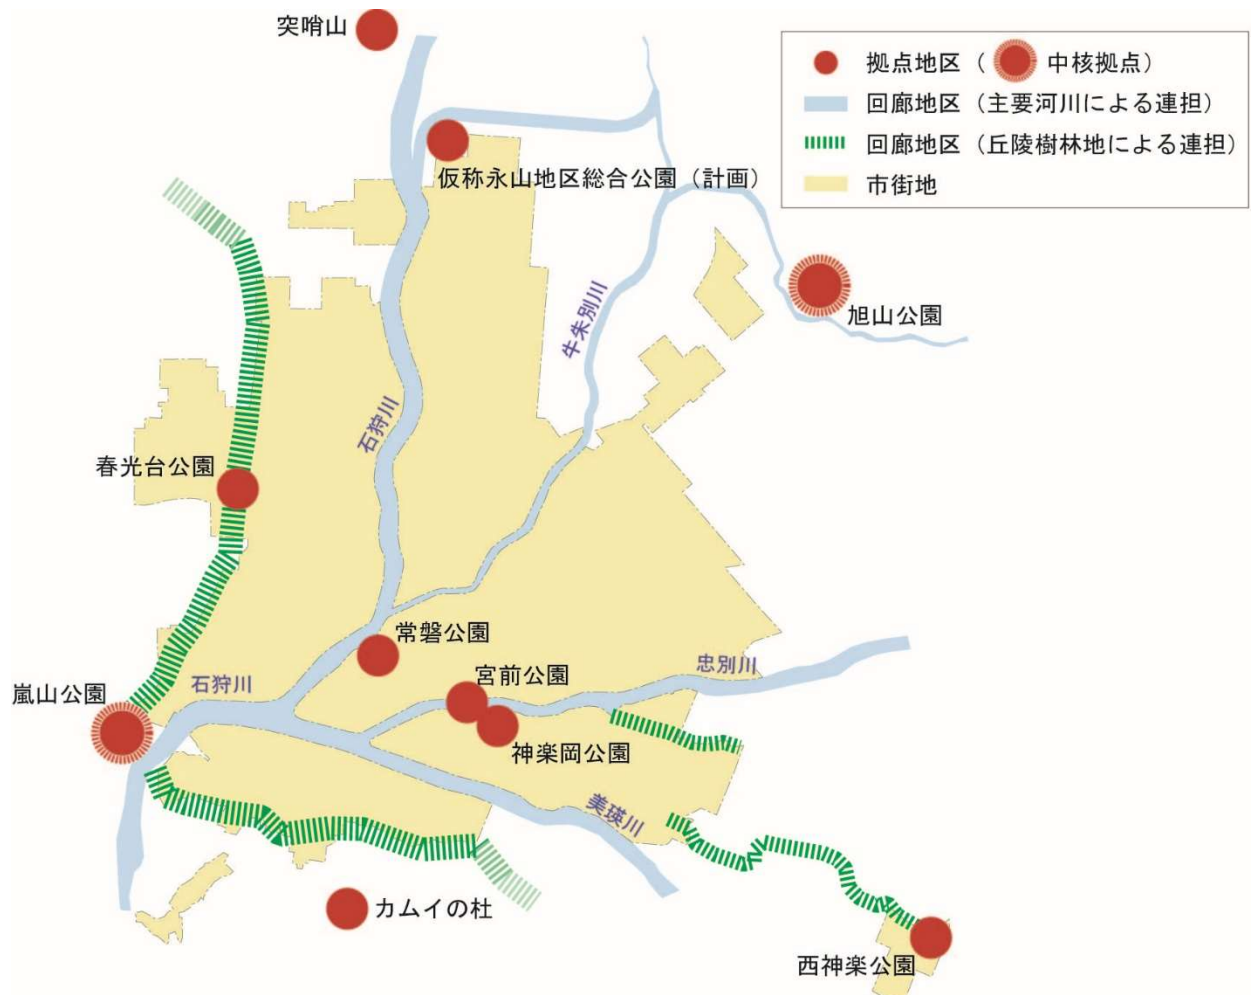 突哨山
拠点地区（ 中核拠点）
回廊地区（主要河川による連担）
回廊地区（丘陵樹林地による連担）
市街地
仮称永山地区総合公園（計画）
旭山公園
牛朱別川
石狩川
春光台公園
常磐公園
宮前公園
忠別川
石狩川
嵐山公園
神楽岡公園
美瑛川
カムイの杜
西神楽公園